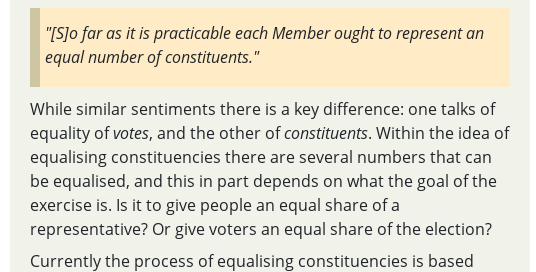 "[S]o far as it is practicable each Member ought to represent an
equal number of constituents."
While similar sentiments there is a key difference: one talks of
equality of votes, and the other of constituents. Within the idea of
equalising constituencies there are several numbers that can
be equalised, and this in part depends on what the goal of the
exercise is. Is it to give people an equal share of a
representative? Or give voters an equal share of the election?
Currently the process of equalising constituencies is based